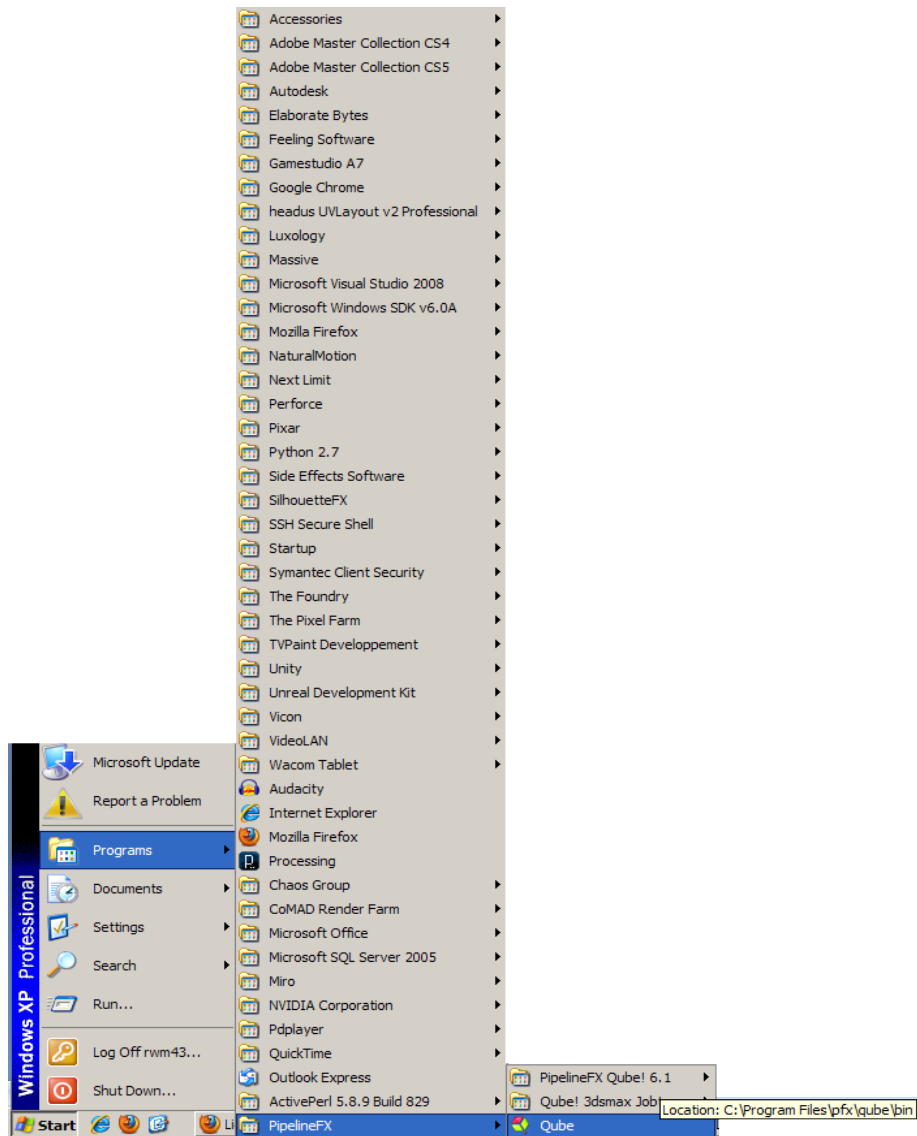 Accessories
Adobe Master Collection CS4
Adobe Master Collection CS5
Autodesk
Elaborate Bytes
Feeling Software
Gamestudio A7
Google Chrome
headus UVLayout v2 Professional
Luxology
Massive
Microsoft Visual Studio 2008
Microsoft Windows SDK v6.0A
Mozilla Firefox
NaturalMotion
Next Limit
Perforce
Pixar
Python 2.7
Side Effects Software
SilhouetteFX
SSH Secure Shell
Startup
Symantec Client Security
The Foundry
The Pixel Farm
TVPaint Developpement
Unity
Unreal Development Kit
Vicon
VideoLAN
Wacom Tablet
Audacity
Internet Explorer
Mozilla Firefox
Processing
Chaos Group
CoMAD Render Farm
Microsoft Office
Microsoft SQL Server 2005
Miro
NVIDIA Corporation
Pdplayer
QuickTime
Outlook Express
ActivePerl 5.8.9 Build 829
PipelineFX
Windows XP Professional
Microsoft Update
Report a Problem
Programs
Documents
Settings
Search
Run...
Log Off rwm43...
Shut Down...
Start
Li
PipelineFX Qube! 6.1
Qube! 3dsmax
Qube
Location: C:\Program Files\pfx\qube\bin